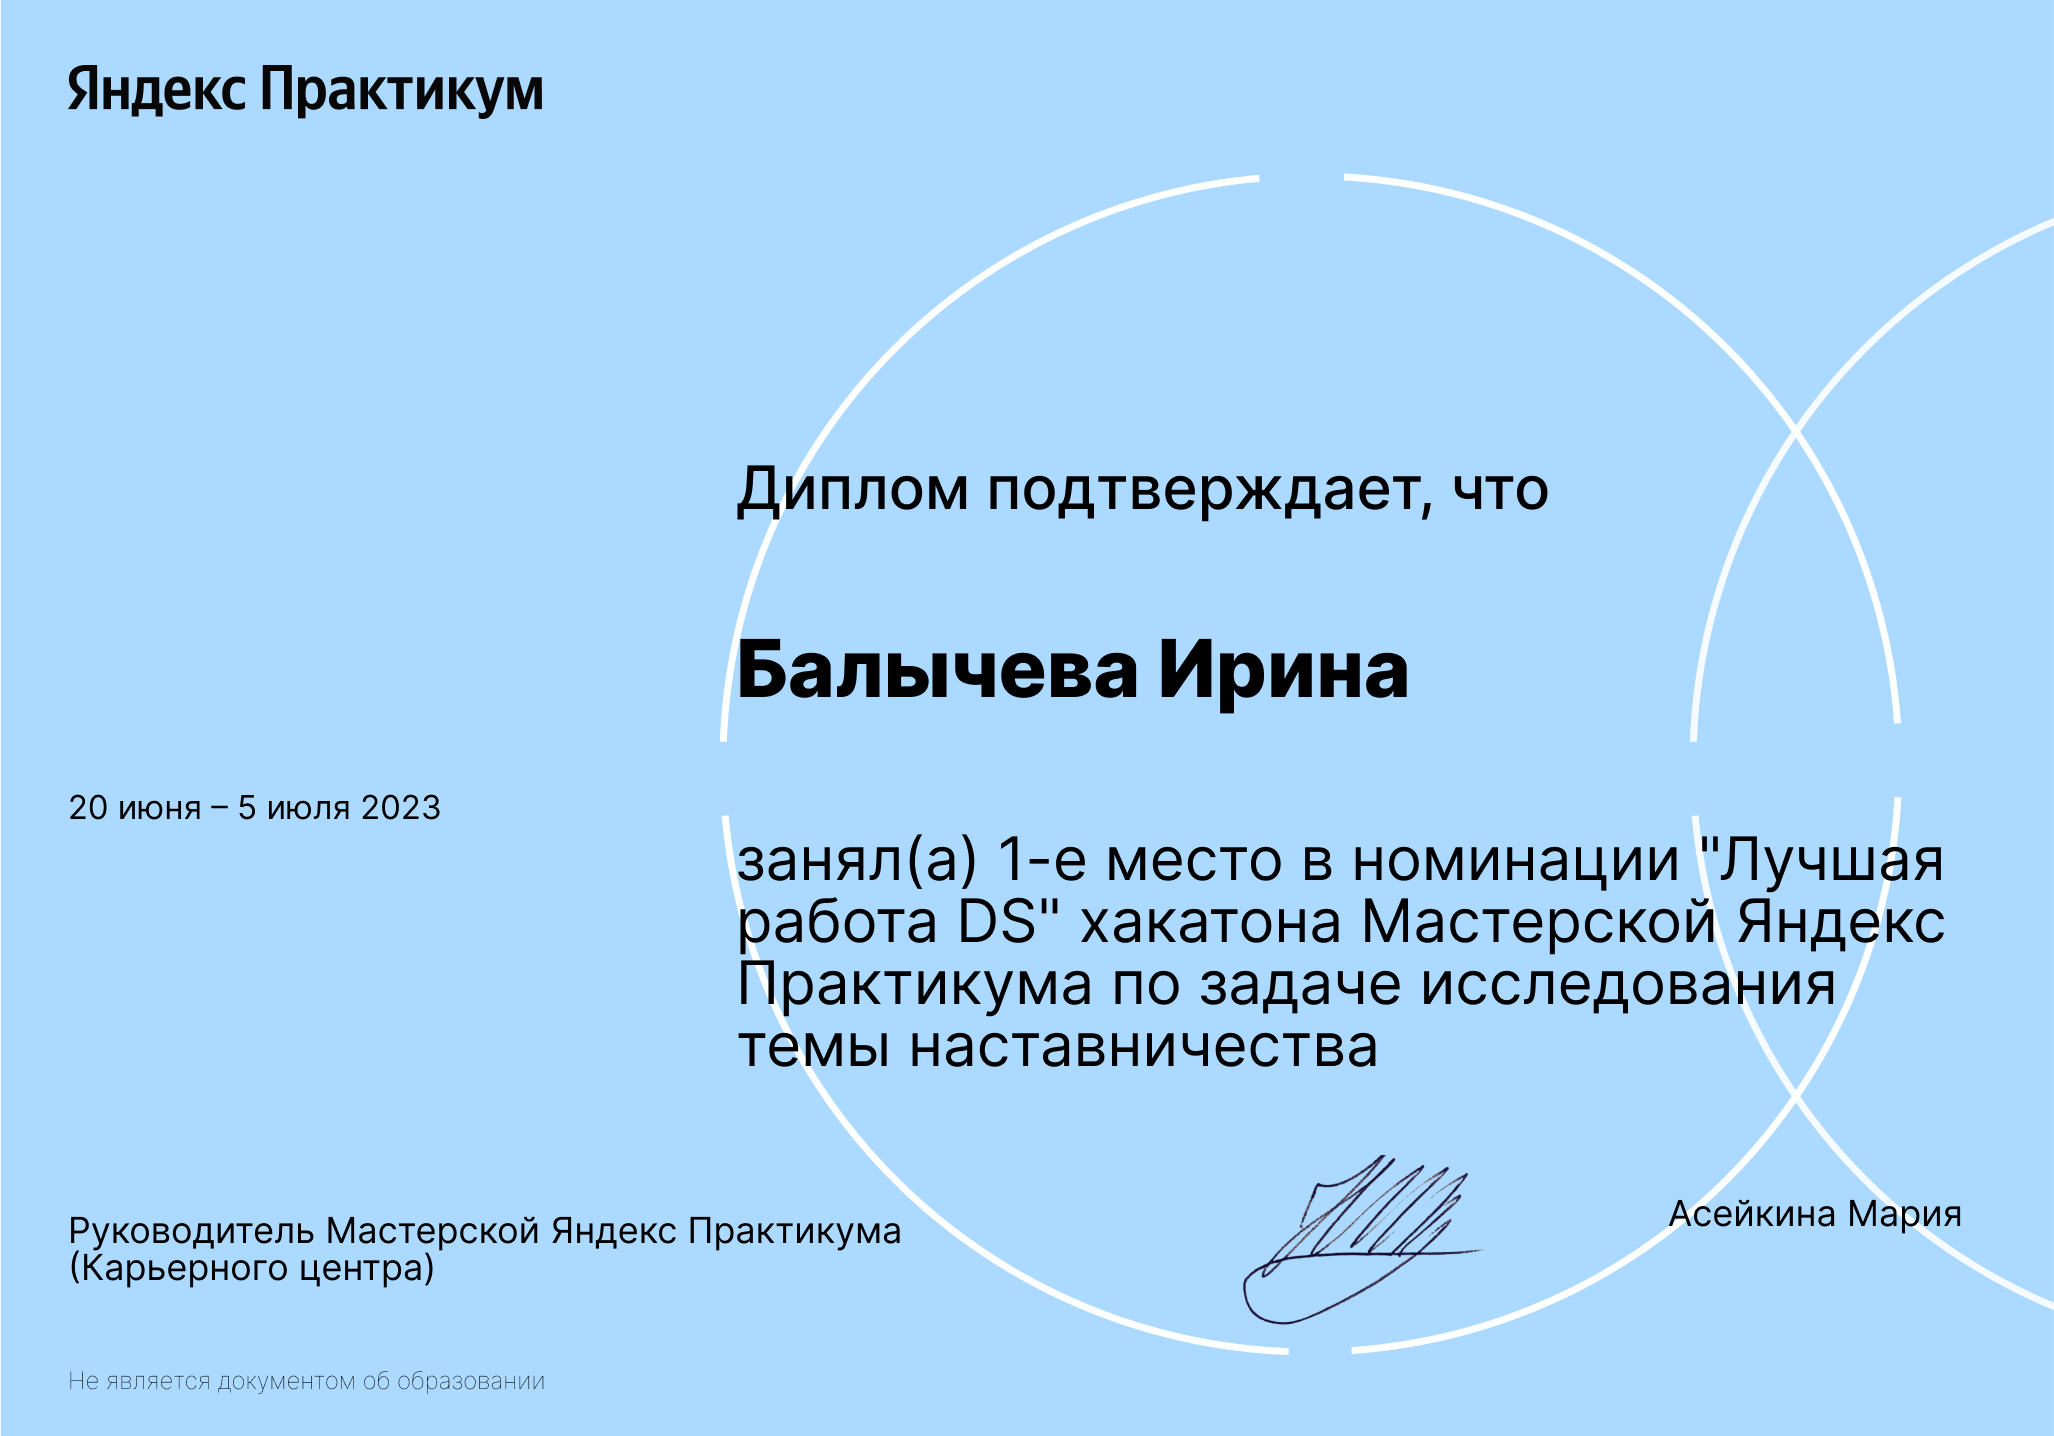 Яндекс Практикум
Диплом подтверждает, что
Балычева Ирина
20 июня – 5 июля 2023
занял(а) 1-е место в номинации "Лучшая
работа DS" хакатона Мастерской Яндекс
Практикума по задаче исследования
темы наставничества
Руководитель Мастерской Яндекс Практикума
(Карьерного центра)
Асейкина Мария
Не является документом об образовании